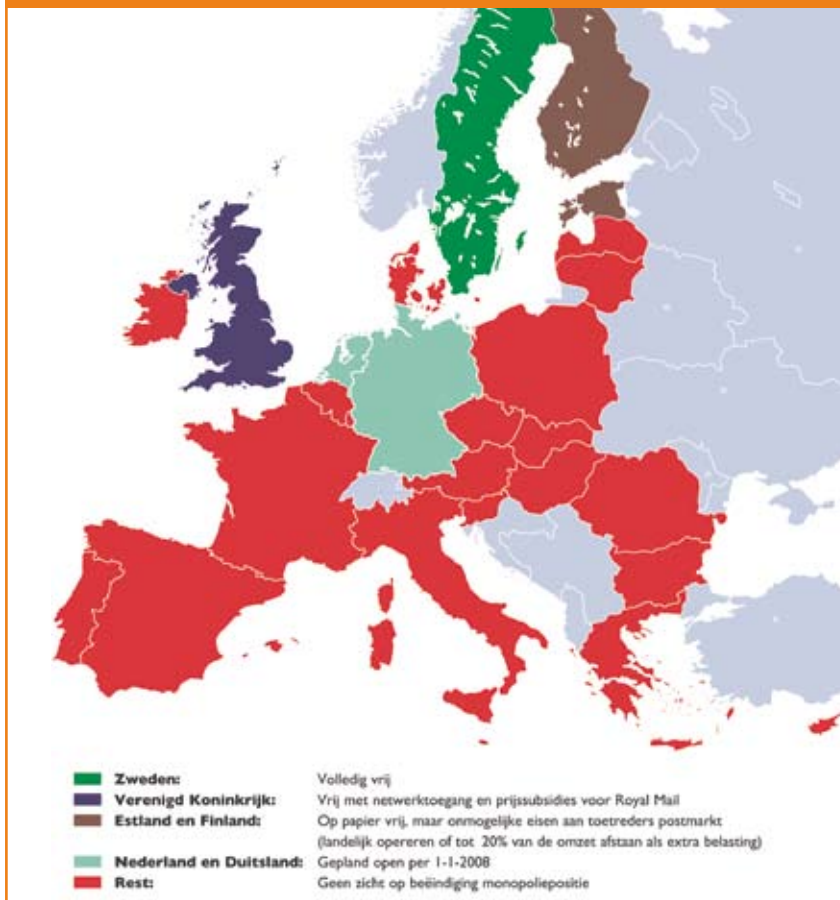 Zweden: Volledig vrij
Verenigd Koninkrijk: Vrij met netwerktoegang en prijssubsidies voor Royal Mail
Estland en Finland: Op papier vrij, maar onmogelijke eisen aan toetreders postmarkt
(landelijk opereren of tot 20% van de omzet afstaan als extra belasting)
Nederland en Duitsland: Gepland open per 1-1-2008
Rest: Geen zicht op beëindiging monopoliepositie